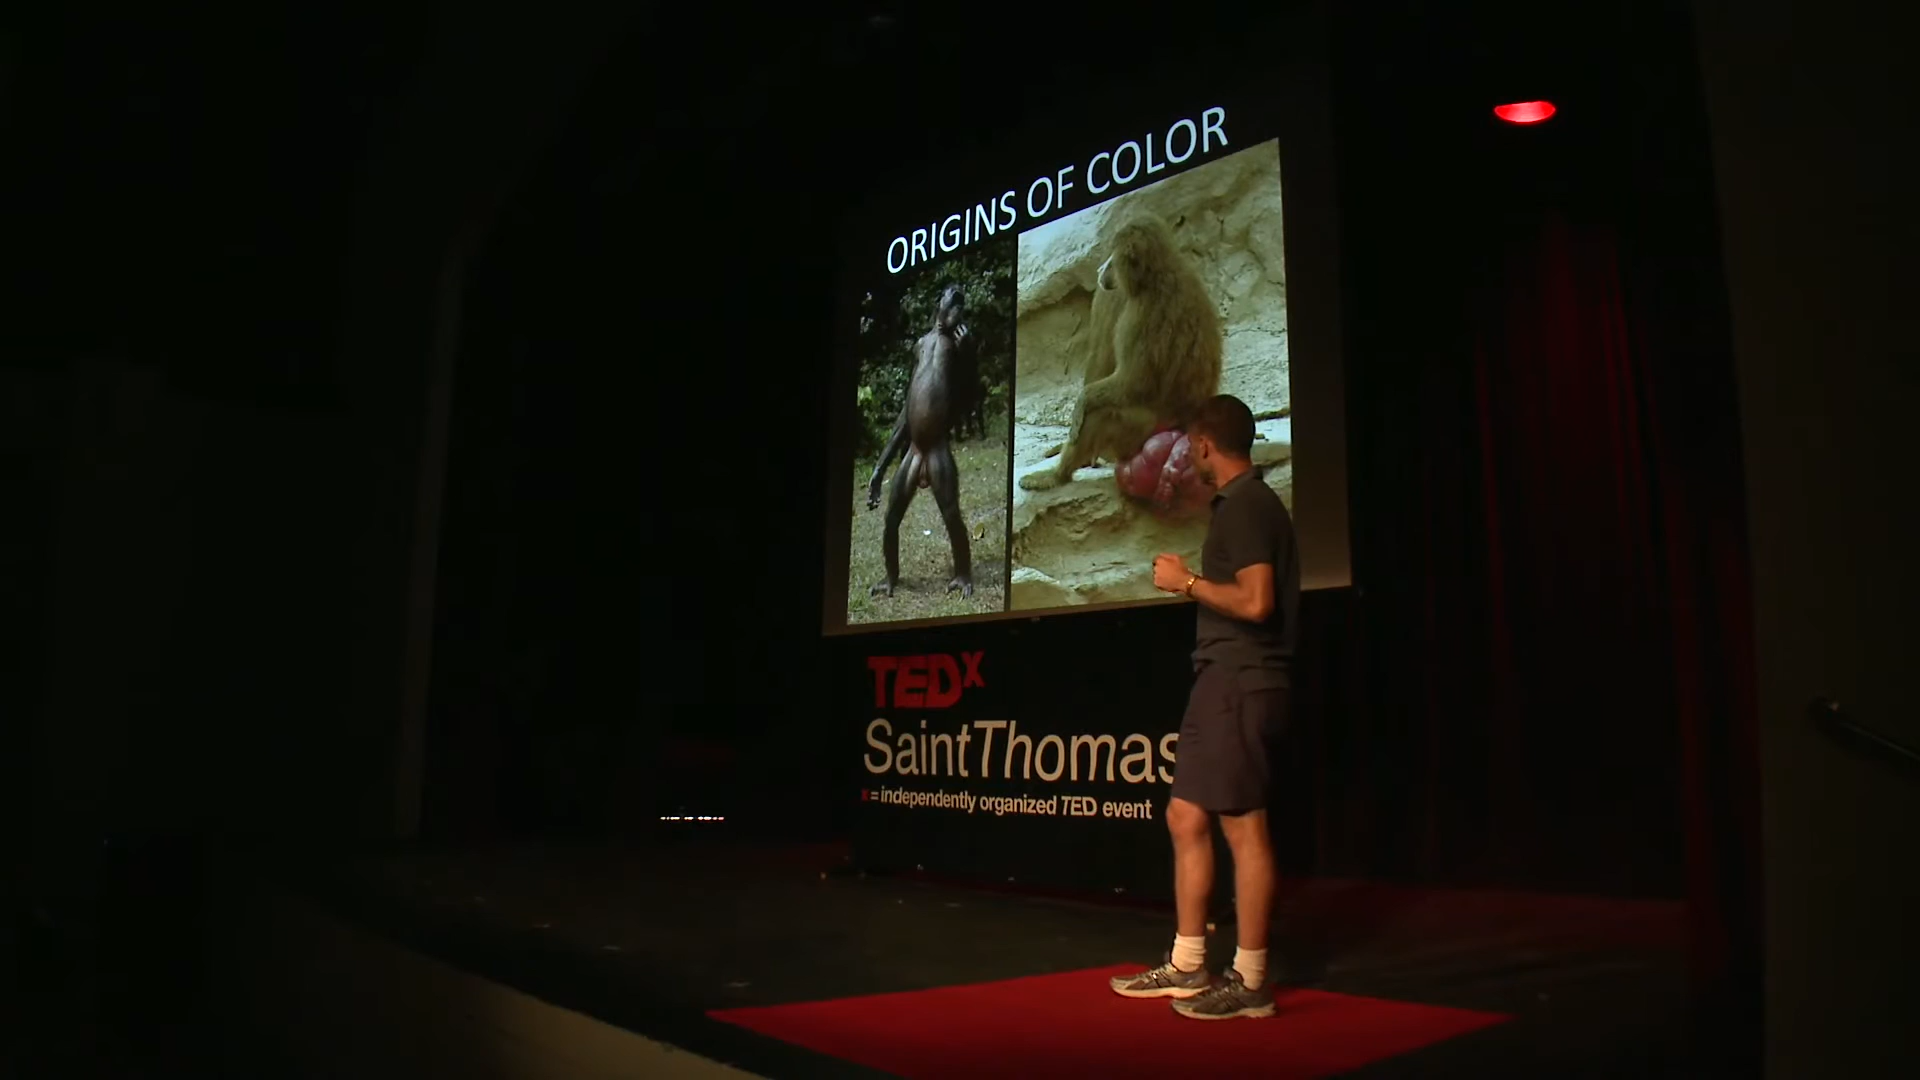 ORIGINS OF COLOR
TEDx
SaintThomas
x = independently organized TED event